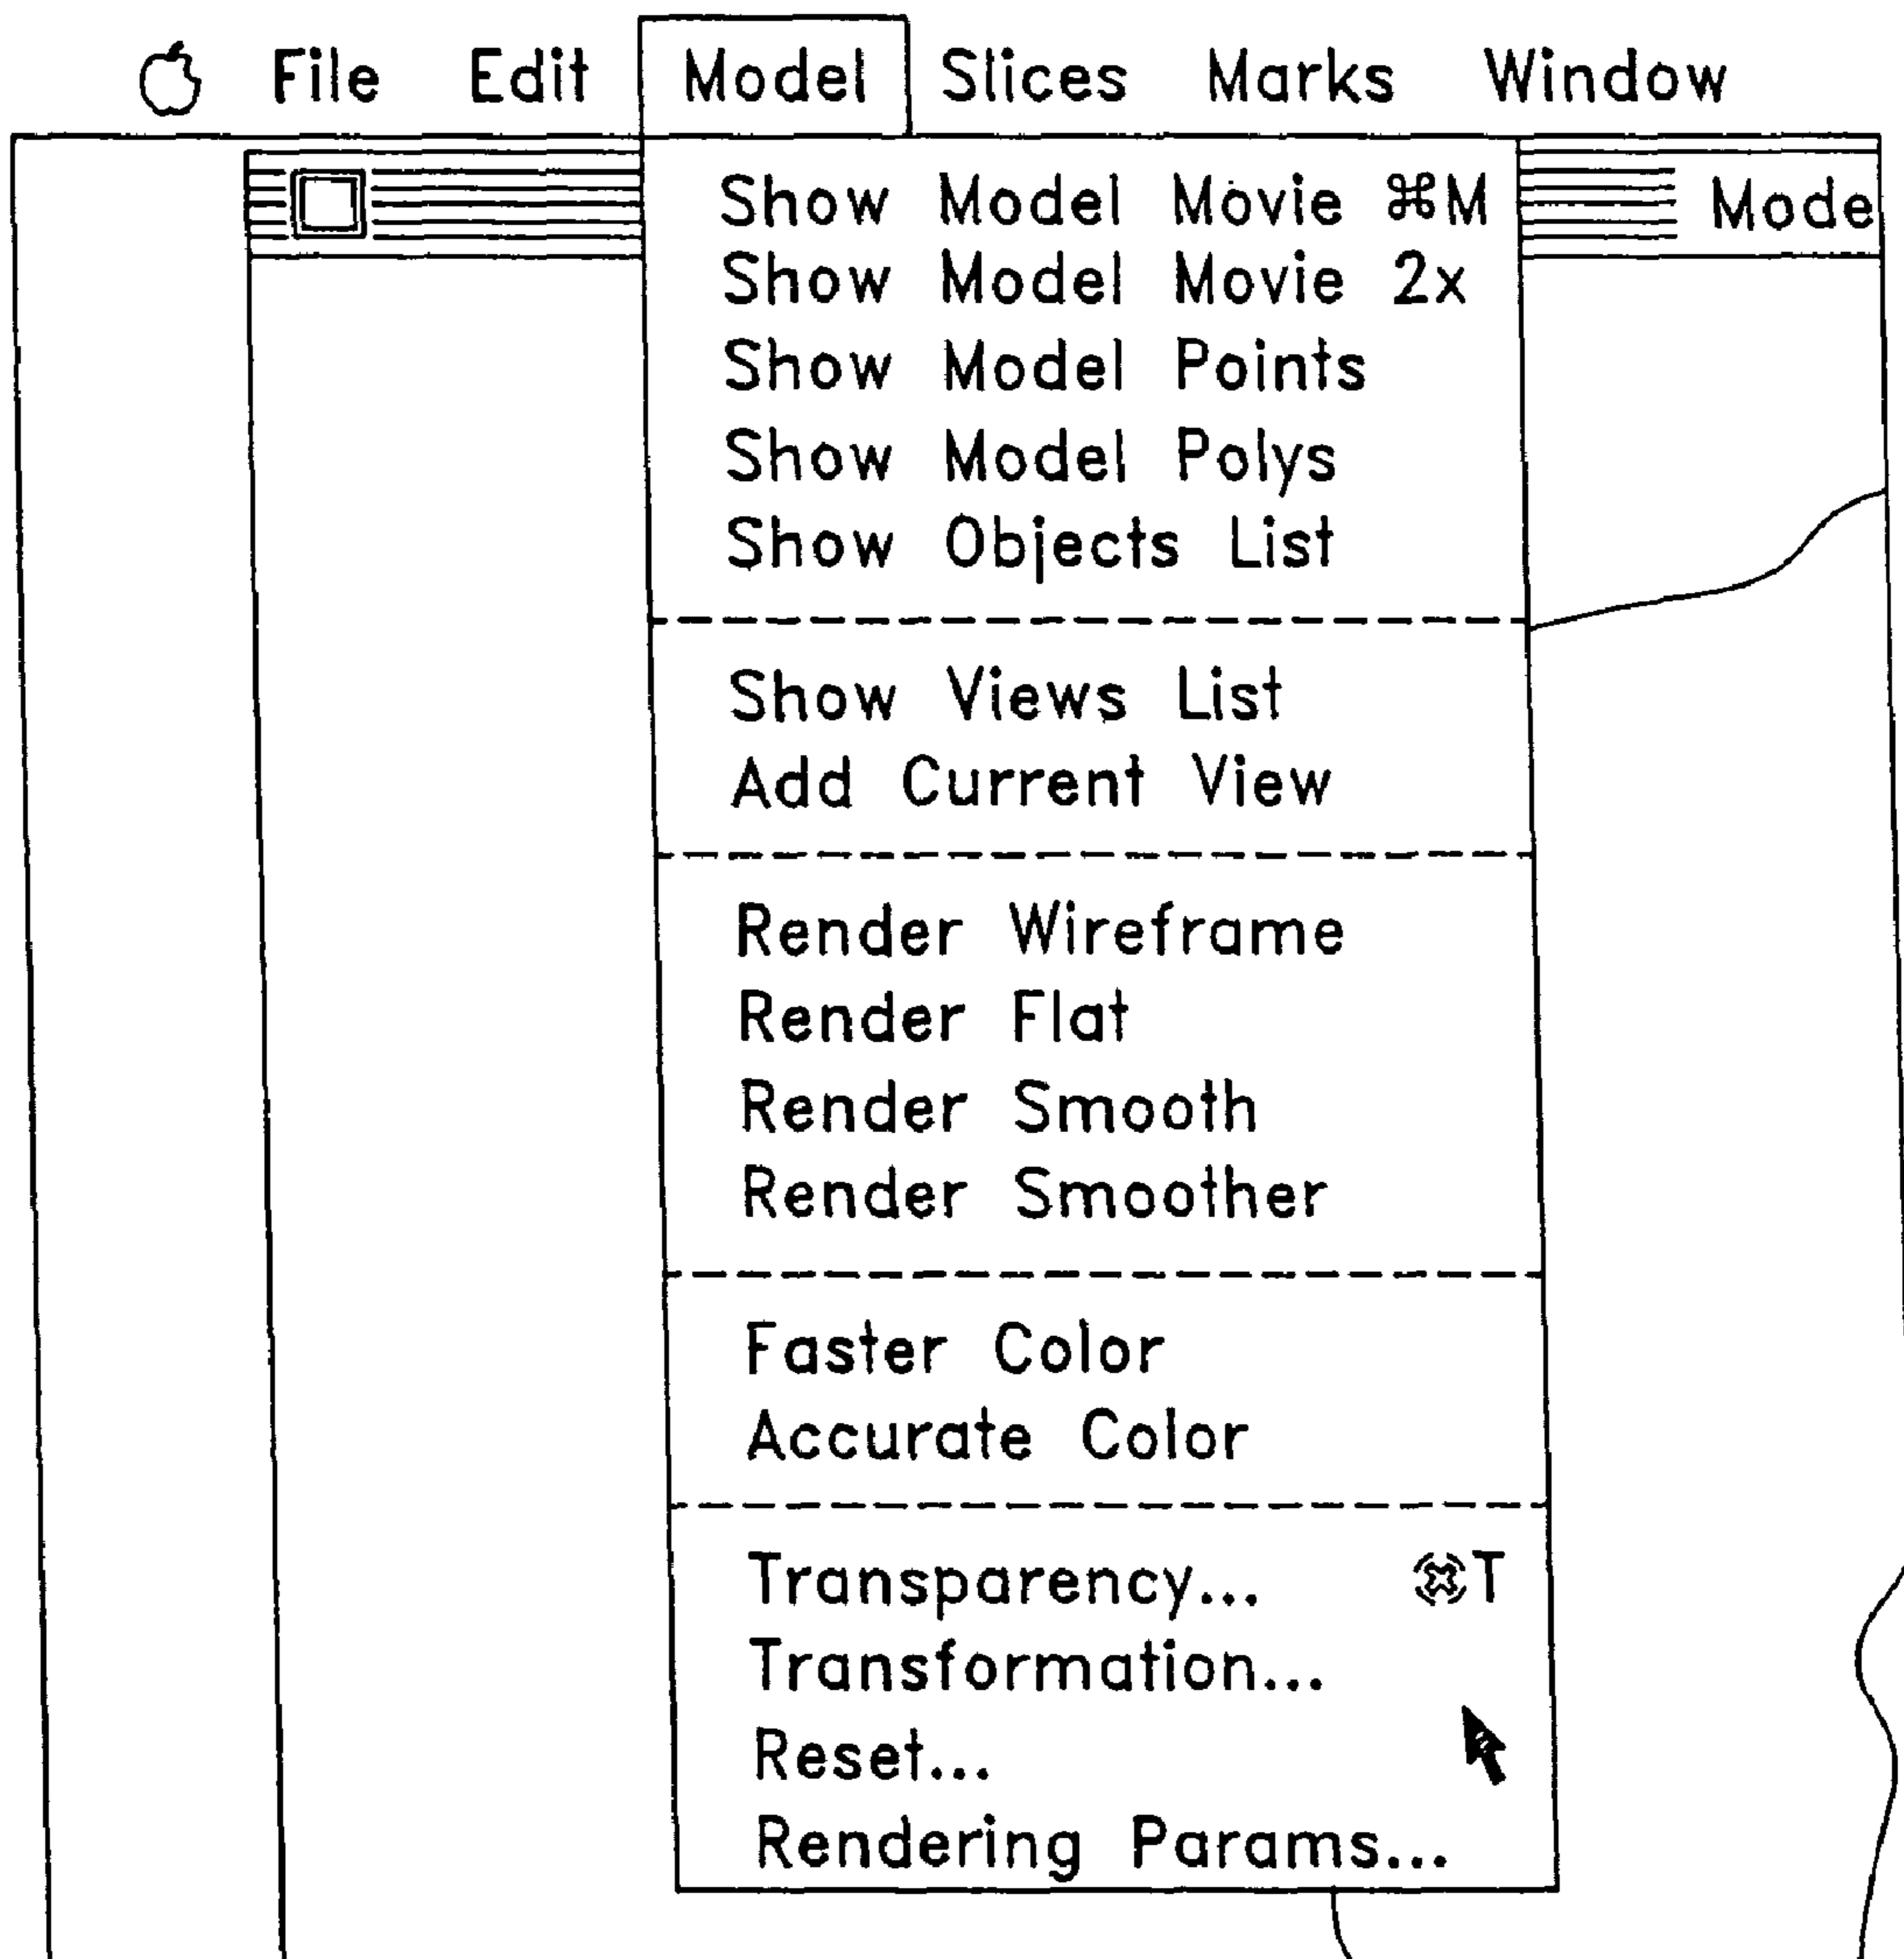 File Edit Model Slices Marks Window
Mode
Show Model Movie ⌘M
Show Model Movie 2x
Show Model Points
Show Model Polys
Show Objects List
Show Views List
Add Current View
Render Wireframe
Render Flat
Render Smooth
Render Smoother
Faster Color
Accurate Color
Transparency... ⌘T
Transformation...
Reset...
Rendering Params...